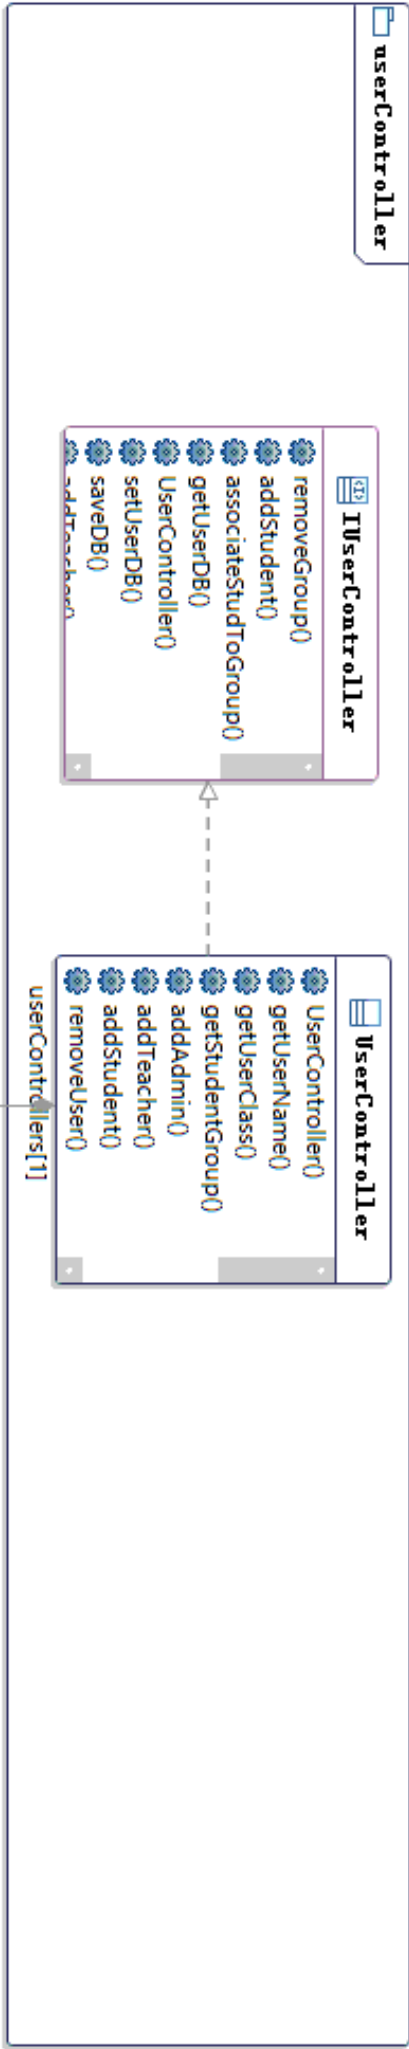 userController
IUserController
removeGroup()
addStudent()
associateStudToGroup()
getUserDB()
UserController()
setUserDB()
saveDB()
addTeacher()
UserController
UserController()
getUserName()
getUserClass()
getStudentGroup()
addAdmin()
addTeacher()
addStudent()
removeUser()
userControllers[1]